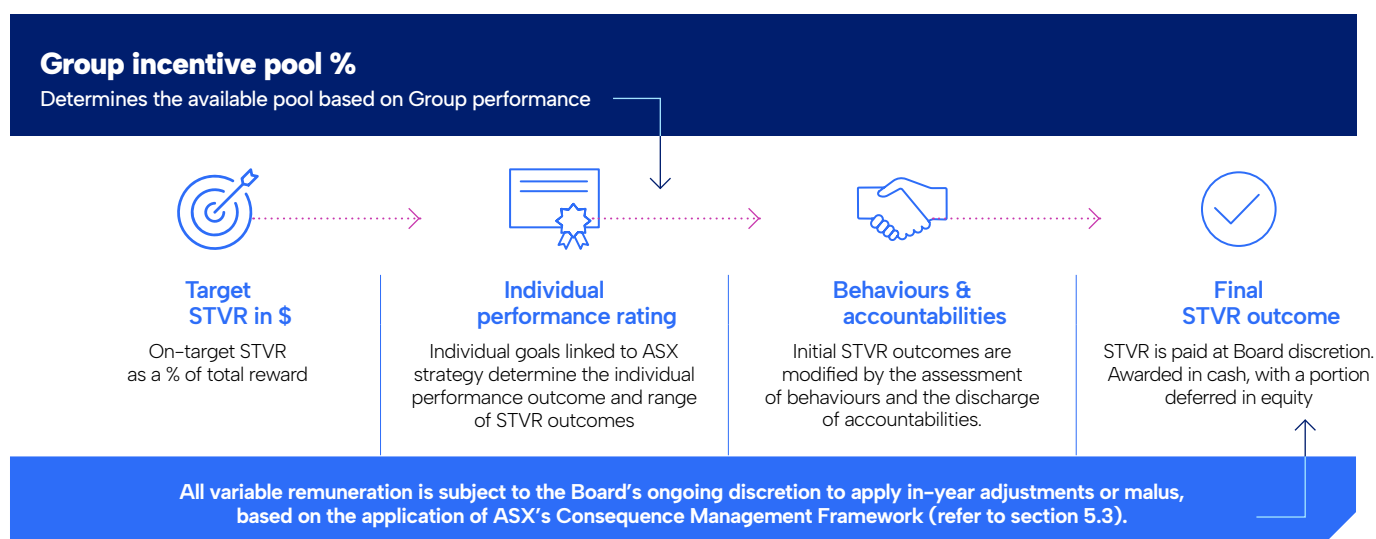 Group incentive pool %
Determines the available pool based on Group performance
Target
STVR in $
On-target STVR
as a % of total reward
Individual
performance rating
Individual goals linked to ASX
strategy determine the individual
performance outcome and range
of STVR outcomes
Behaviours &
accountabilities
Initial STVR outcomes are
modified by the assessment
of behaviours and the discharge
of accountabilities.
Final
STVR outcome
STVR is paid at Board discretion.
Awarded in cash, with a portion
deferred in equity
All variable remuneration is subject to the Board’s ongoing discretion to apply in-year adjustments or malus,
based on the application of ASX’s Consequence Management Framework (refer to section 5.3).